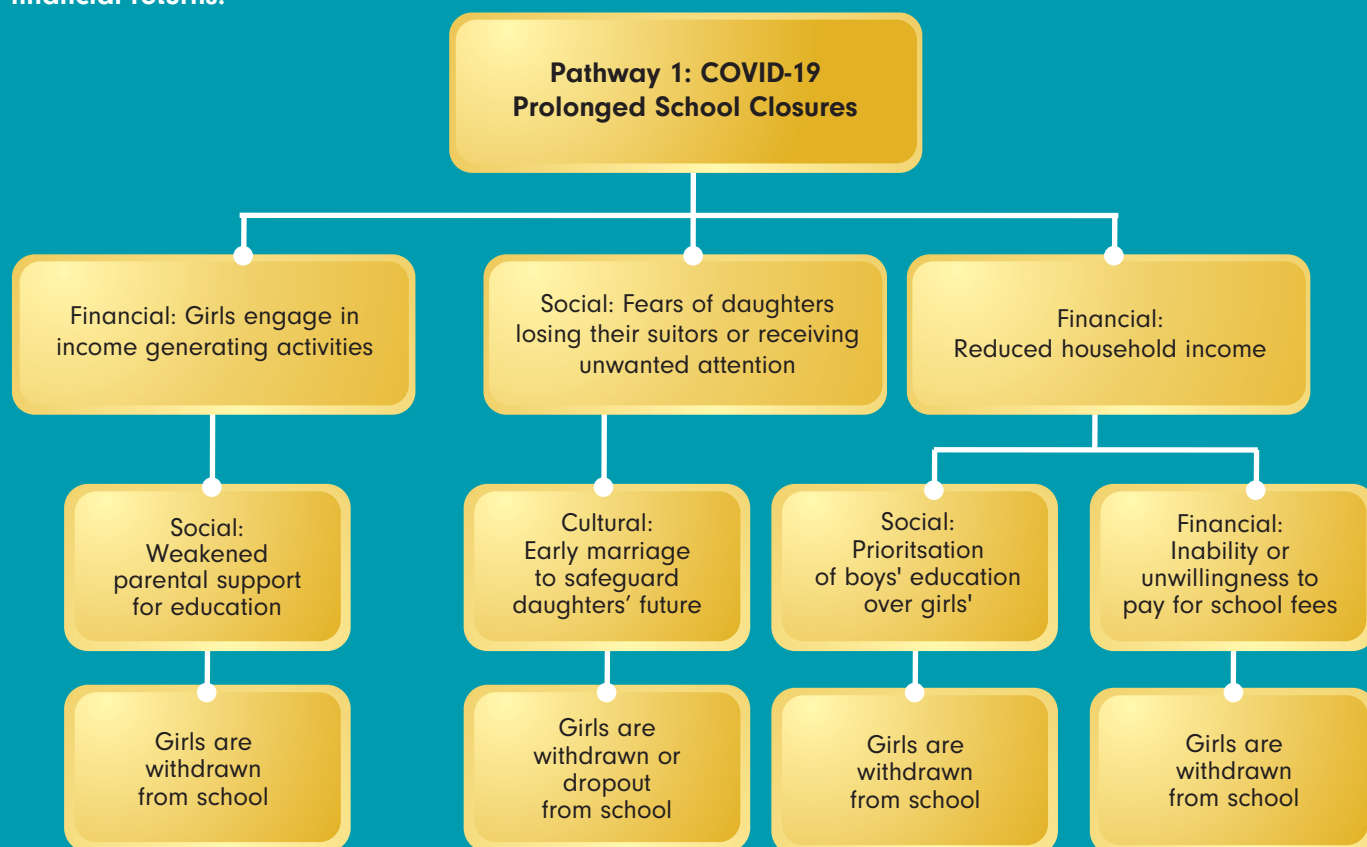 financial returns.
Pathway 1: COVID-19
Prolonged School Closures
Financial: Girls engage in
income generating activities
Social: Fears of daughters
losing their suitors or receiving
unwanted attention
Financial:
Reduced household income
Social:
Weakened
parental support
for education
Cultural:
Early marriage
to safeguard
daughters’ future
Social:
Prioritsation
of boys' education
over girls'
Financial:
Inability or
unwillingness to
pay for school fees
Girls are
withdrawn
from school
Girls are
withdrawn or
dropout
from school
Girls are
withdrawn
from school
Girls are
withdrawn
from school